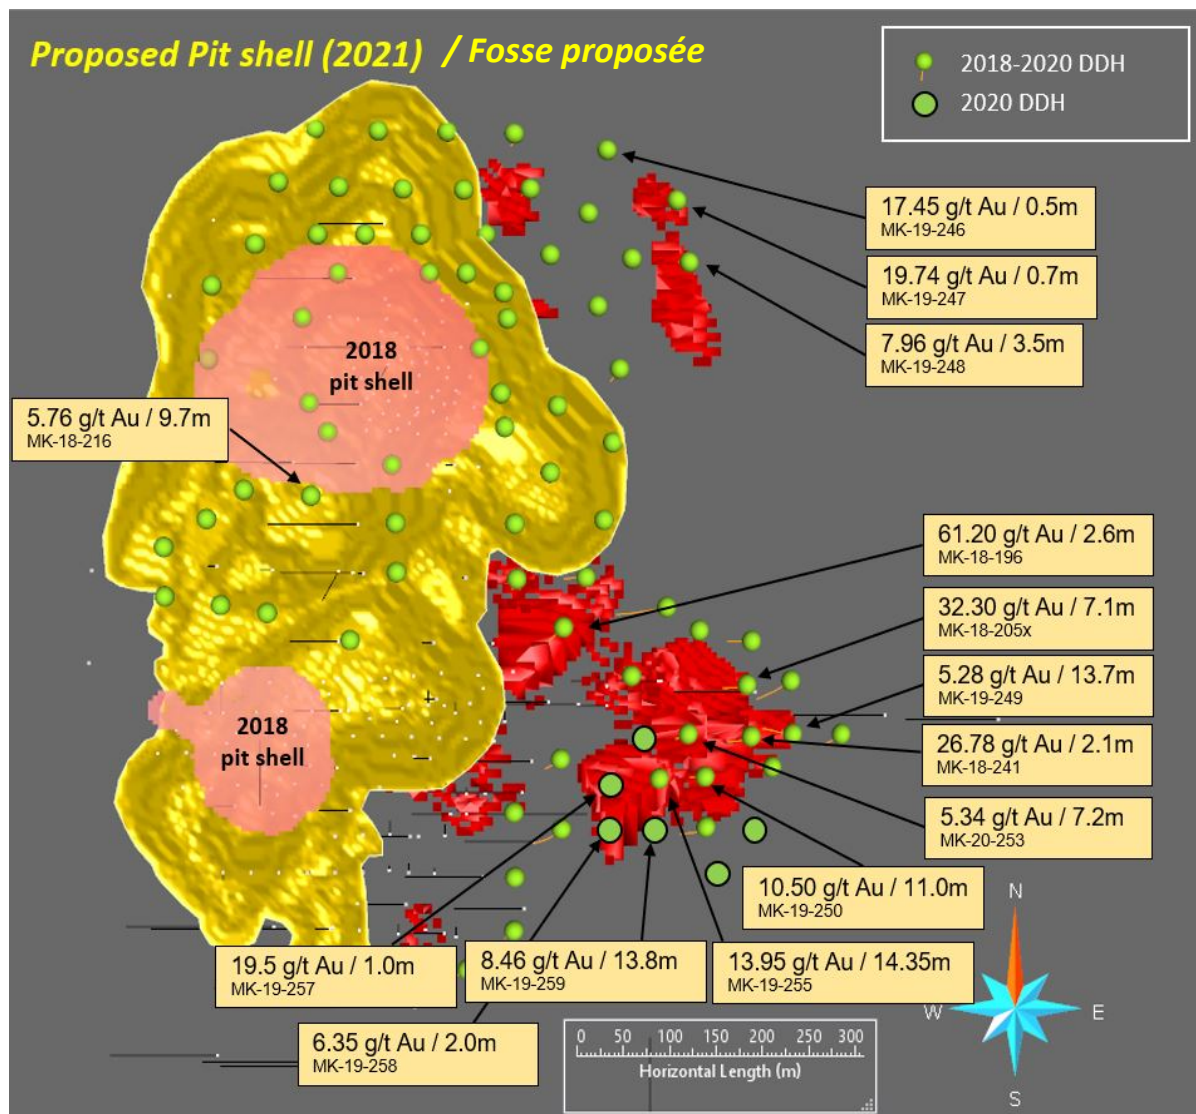 Proposed Pit shell (2021) / Fosse proposée
2018-2020 DDH
2020 DDH
17.45 g/t Au / 0.5m
MK-19-246
19.74 g/t Au / 0.7m
MK-19-247
7.96 g/t Au / 3.5m
MK-19-248
2018
pit shell
5.76 g/t Au / 9.7m
MK-18-216
61.20 g/t Au / 2.6m
MK-18-196
32.30 g/t Au / 7.1m
MK-18-205x
5.28 g/t Au / 13.7m
MK-19-249
26.78 g/t Au / 2.1m
MK-18-241
5.34 g/t Au / 7.2m
MK-20-253
2018
pit shell
10.50 g/t Au / 11.0m
MK-19-250
19.5 g/t Au / 1.0m
MK-19-257
8.46 g/t Au / 13.8m
MK-19-259
13.95 g/t Au / 14.35m
MK-19-255
6.35 g/t Au / 2.0m
MK-19-258
N
W E
S
0 50 100 150 200 250 300
Horizontal Length (m)